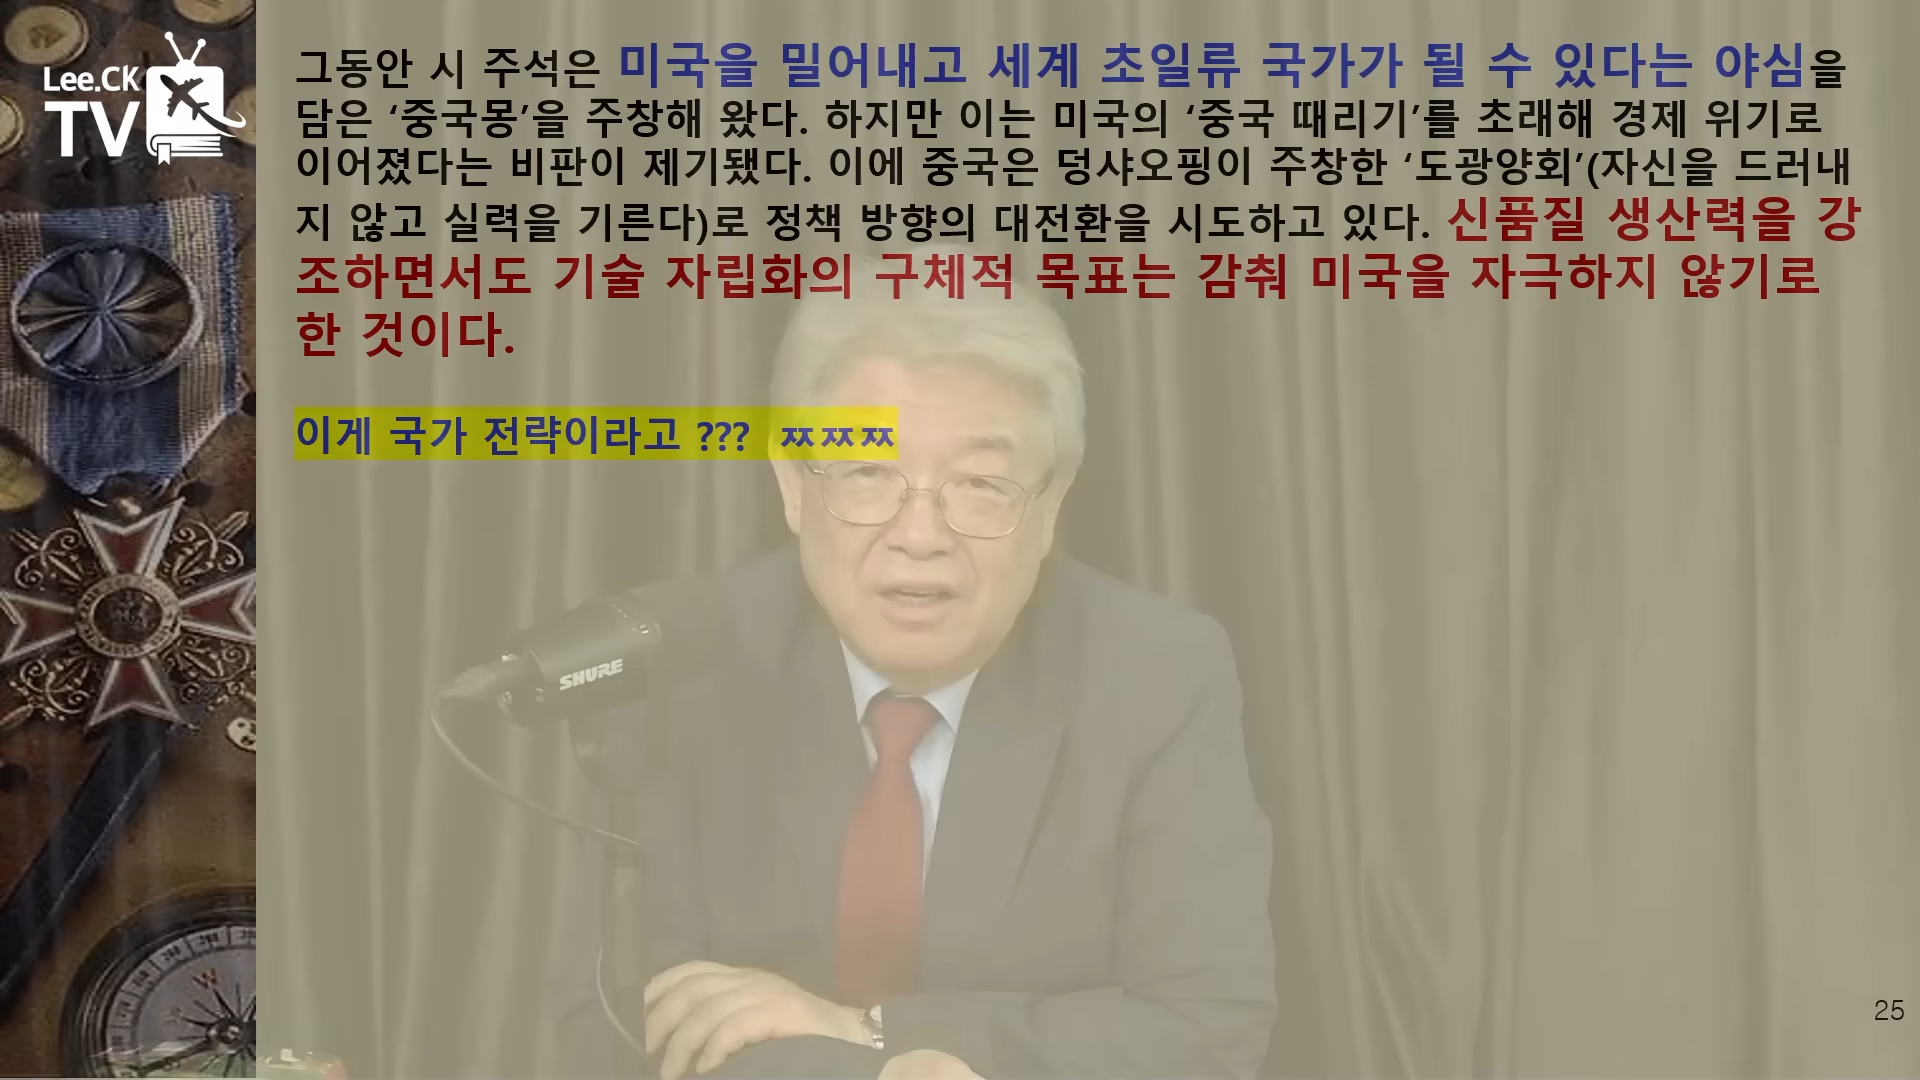 Lee.CK
TV
그동안 시 주석은 미국을 밀어내고 세계 초일류 국가가 될 수 있다는 야심을
담은 ‘중국몽’을 주창해 왔다. 하지만 이는 미국의 ‘중국 때리기’를 초래해 경제 위기로
이어졌다는 비판이 제기됐다. 이에 중국은 덩샤오핑이 주창한 ‘도광양회’(자신을 드러내
지 않고 실력을 기른다)로 정책 방향의 대전환을 시도하고 있다. 신품질 생산력을 강
조하면서도 기술 자립화의 구체적 목표는 감춰 미국을 자극하지 않기로
한 것이다.
이게 국가 전략이라고 ??? ㅉㅉㅉ
SHURE
W
25